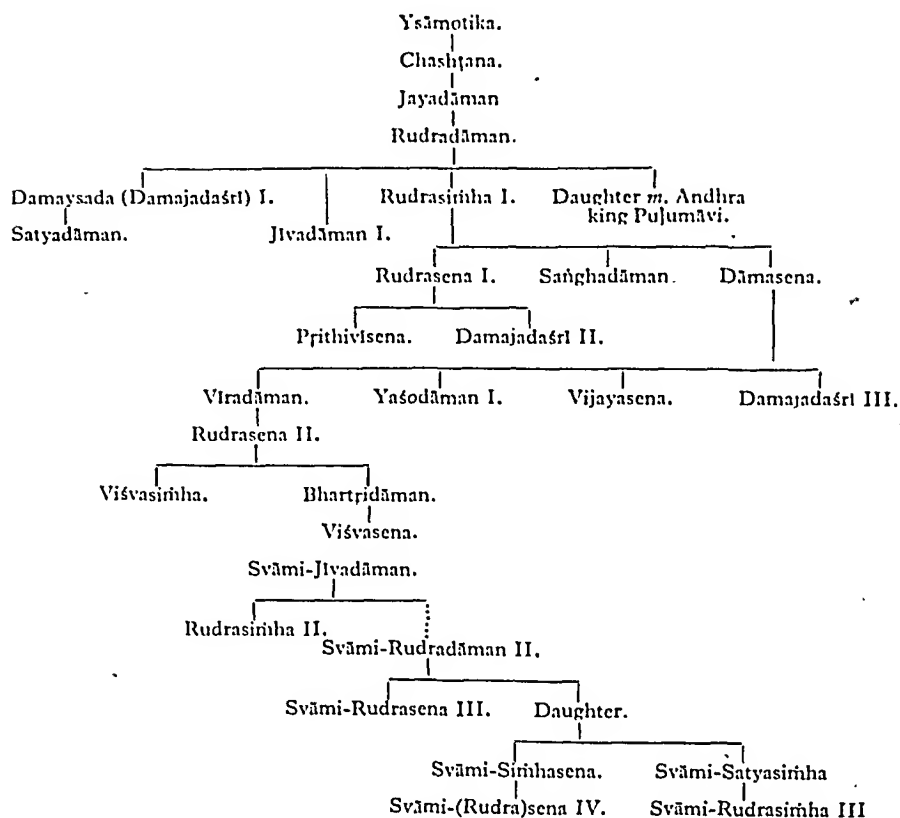 Ysāmotika.
Chashṭana.
Jayadāman
Rudradāman.
Damaysada (Damajadaśrī) I. Rudrasiṁha I. Daughter m. Andhra
king Puḷumāvi.
Satyadāman. Jīvadāman I.
Rudrasena I. Saṅghadāman. Dāmasena.
Pṛithivīsena. Damajadaśrī II.
Vīradāman. Yaśodāman I. Vijayasena. Damajadaśrī III.
Rudrasena II.
Viśvasiṁha. Bhartṛidāman.
Viśvasena.
Svāmi-Jīvadāman.
Rudrasiṁha II.
Svāmi-Rudradāman II.
Svāmi-Rudrasena III. Daughter.
Svāmi-Siṁhasena. Svāmi-Satyasiṁha
Svāmi-(Rudra)sena IV. Svāmi-Rudrasiṁha III